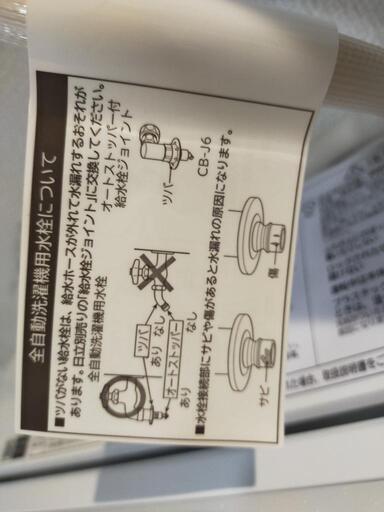 全自動洗濯機用水栓について
■ツバがない給水栓は、給水ホースが外れて水漏れするおそれが
あります。日立別売りの「給水栓ジョイント」に交換してください。
全自動洗濯機用水栓
オートストッパー付
給水栓ジョイント
ツバ
あり
なし
オートストッパー
あり
なし
ツバ
CB-J6
■水栓接続部にサビや傷があると水漏れの原因になります。
サビ
傷